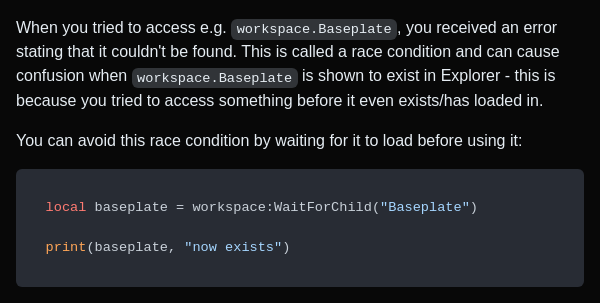 When you tried to access e.g. workspace.Baseplate, you received an error
stating that it couldn't be found. This is called a race condition and can cause
confusion when workspace.Baseplate is shown to exist in Explorer - this is
because you tried to access something before it even exists/has loaded in.
You can avoid this race condition by waiting for it to load before using it:
local baseplate = workspace:WaitForChild("Baseplate")
print(baseplate, "now exists")